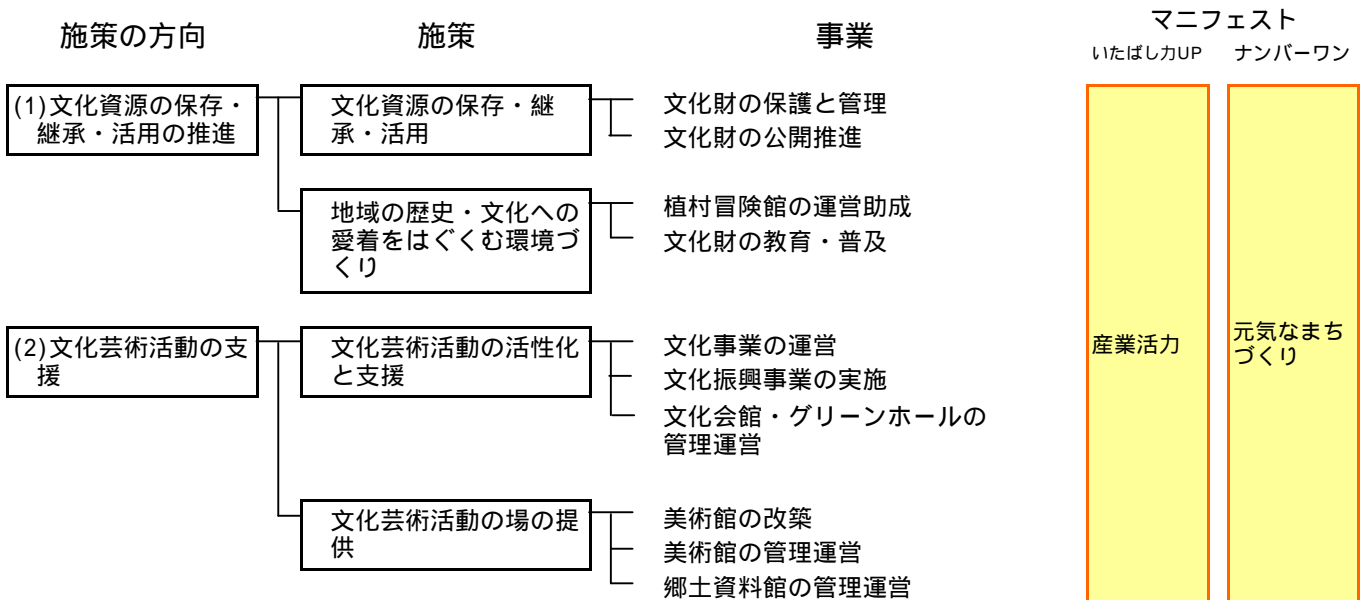 施策の方向
施策
事業
マニフェスト
いたばし力UP
ナンバーワン
(1)文化資源の保存・
継承・活用の推進
文化資源の保存・継
承・活用
文化財の保護と管理
文化財の公開推進
地域の歴史・文化への
愛着をはぐくむ環境づ
くり
植村冒険館の運営助成
文化財の教育・普及
(2)文化芸術活動の支
援
文化芸術活動の活性化
と支援
文化事業の運営
文化振興事業の実施
文化会館・グリーンホールの
管理運営
文化芸術活動の場の提
供
美術館の改築
美術館の管理運営
郷土資料館の管理運営
産業活力
元気なまち
づくり